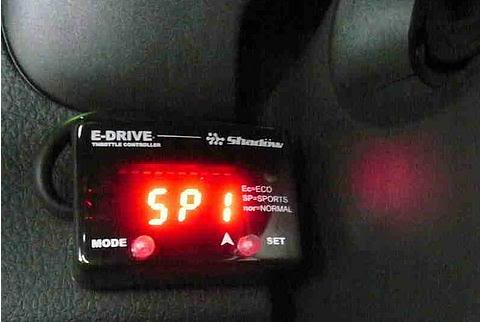 E-DRIVE Shadow
THROTTLE CONTROLLER
SP1
Ec=ECO
SP=SPORTS
nor=NORMAL
MODE SET